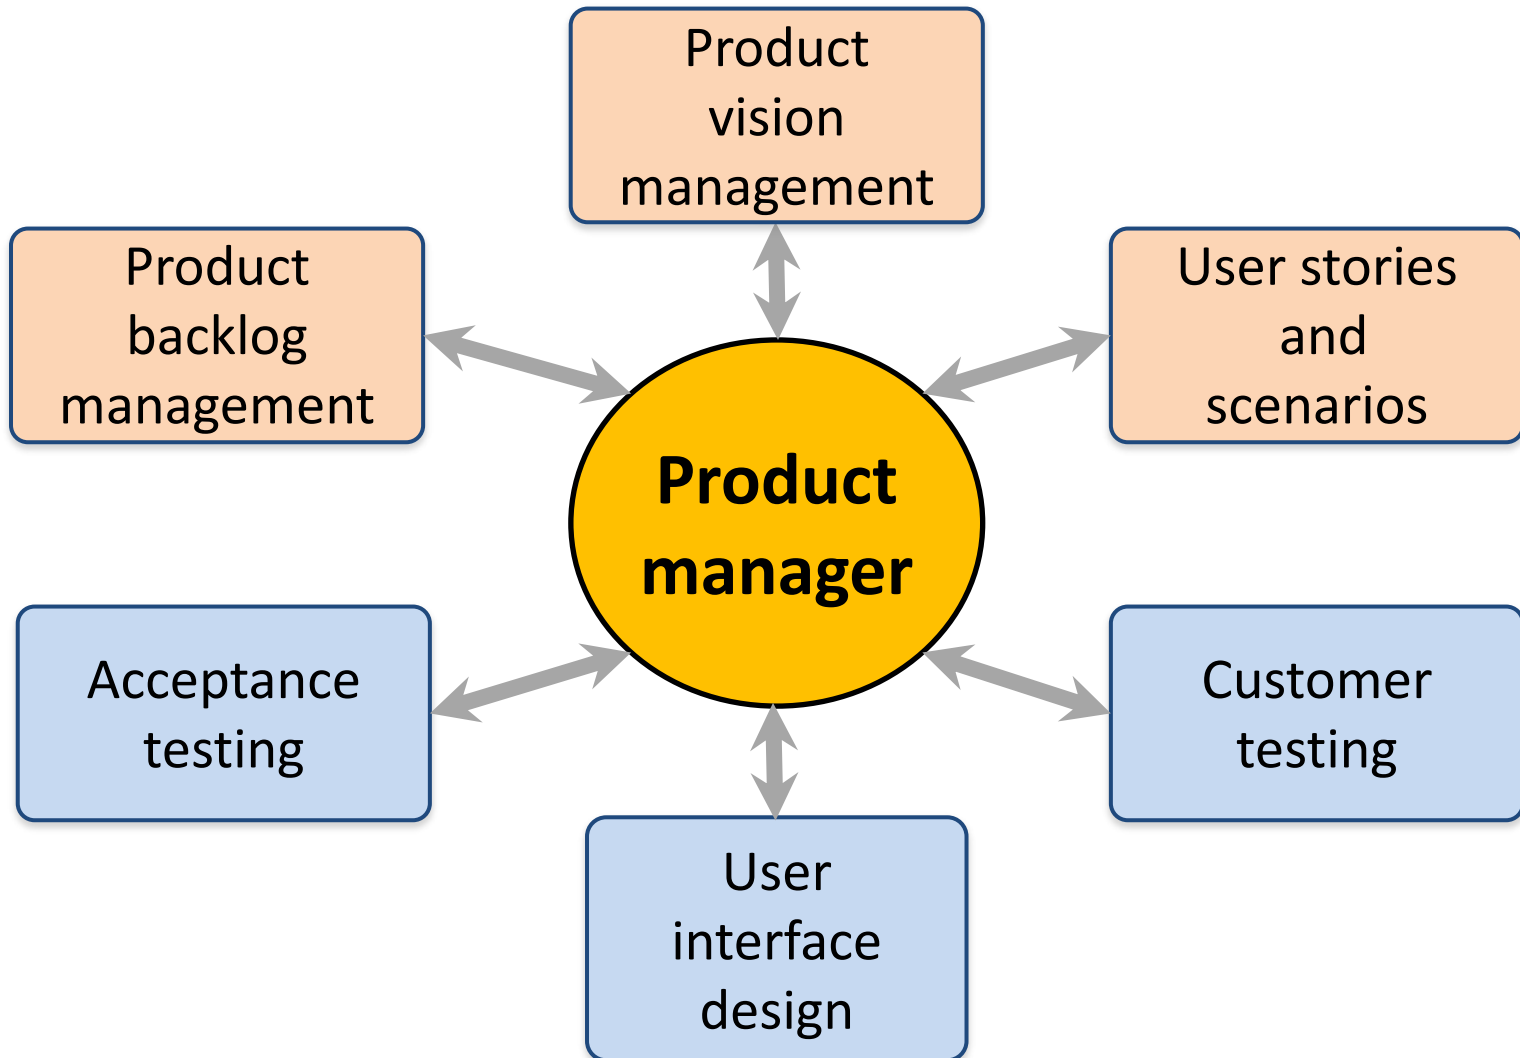 Product
vision
management
Product
backlog
management
User stories
and
scenarios
Product
manager
Acceptance
testing
Customer
testing
User
interface
design